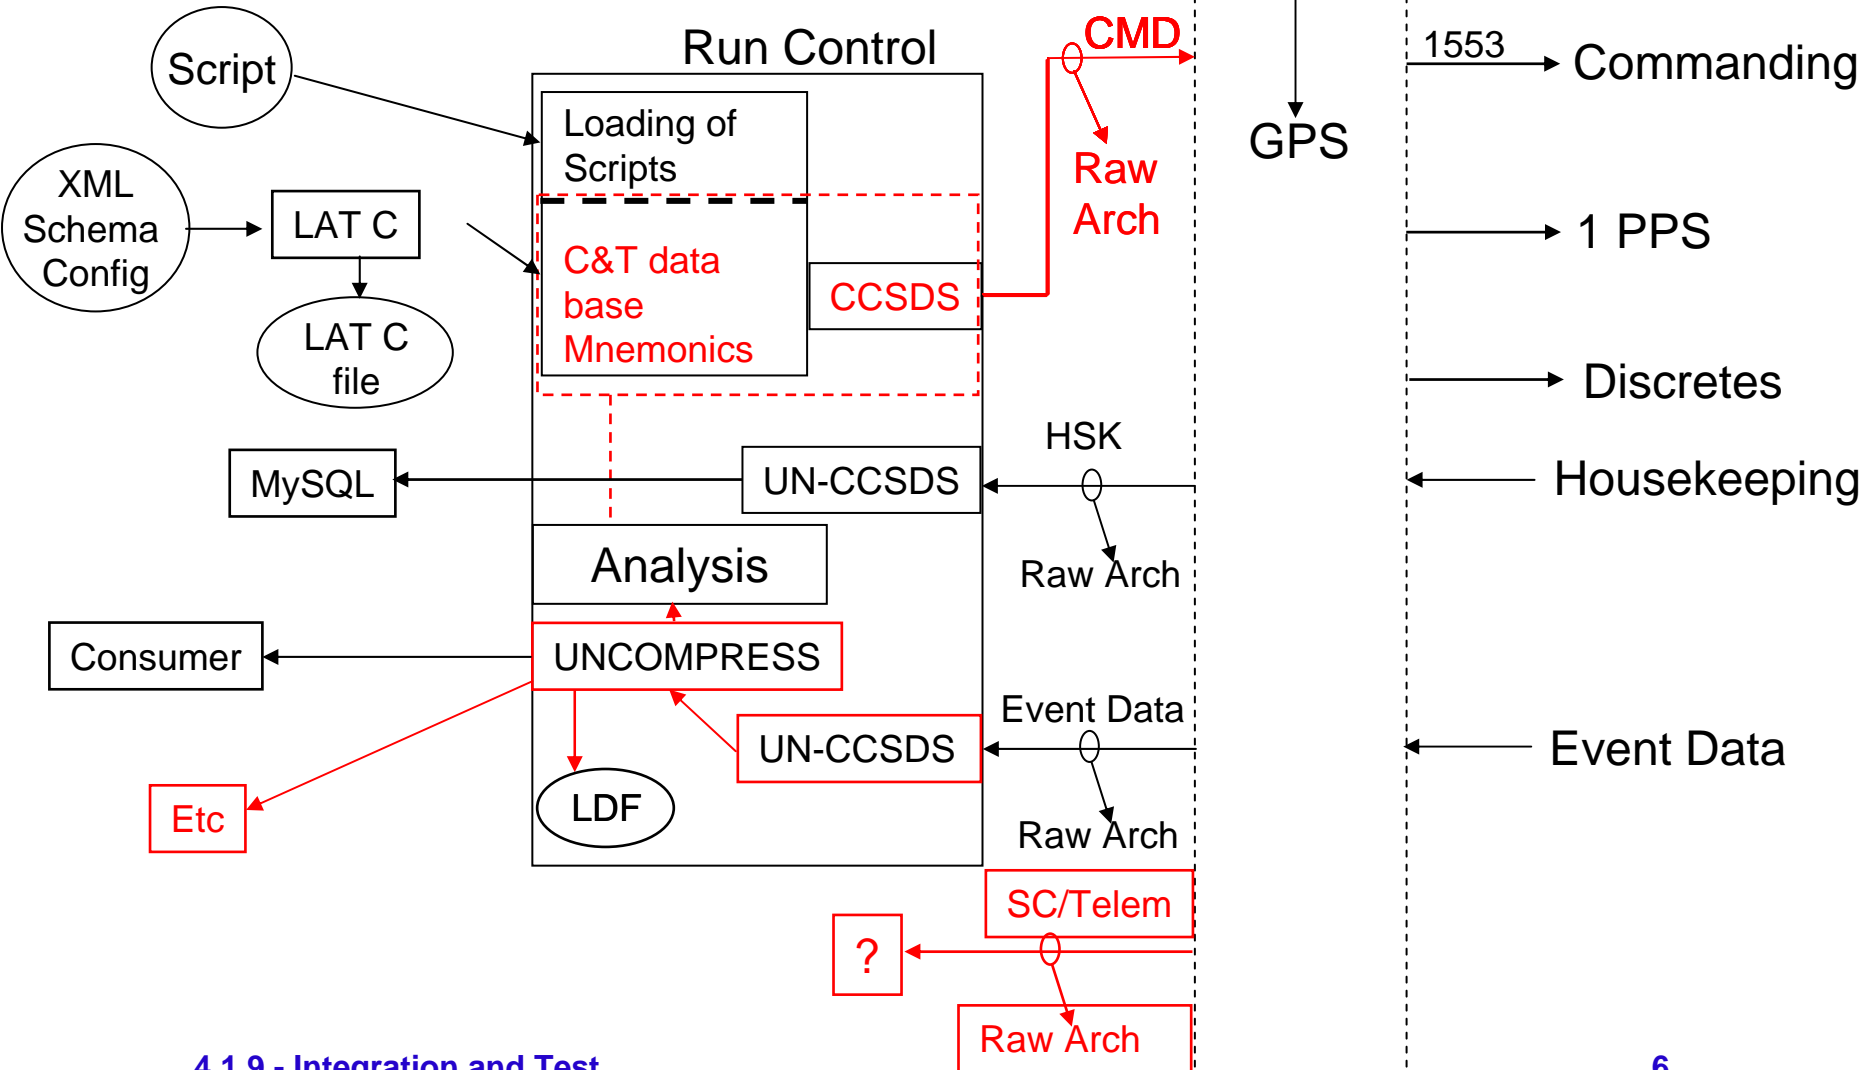 Run Control
CMD
1553
Commanding
Script
Loading of
Scripts
GPS
Raw
Arch
XML
Schema
Config
LAT C
1 PPS
C&T data
base
Mnemonics
CCSDS
LAT C
file
Discretes
HSK
MySQL
UN-CCSDS
Housekeeping
Analysis
Raw Arch
Consumer
UNCOMPRESS
Event Data
UN-CCSDS
Event Data
Etc
LDF
Raw Arch
SC/Telem
?
Raw Arch
4.1.9 - Integration and Test
6